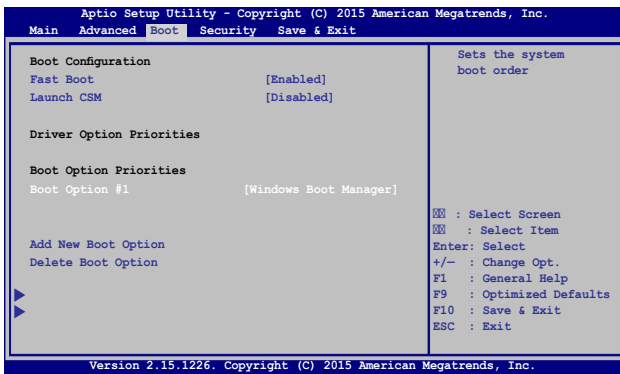 Aptio Setup Utility - Copyright (C) 2015 American Megatrends, Inc.
Main Advanced Boot Security Save & Exit
Boot Configuration
Fast Boot [Enabled]
Launch CSM [Disabled]
Driver Option Priorities
Boot Option Priorities
Boot Option #1 [Windows Boot Manager]
Add New Boot Option
Delete Boot Option
Sets the system
boot order
: Select Screen
: Select Item
Enter: Select
+/— : Change Opt.
F1 : General Help
F9 : Optimized Defaults
F10 : Save & Exit
ESC : Exit
Version 2.15.1226. Copyright (C) 2015 American Megatrends, Inc.